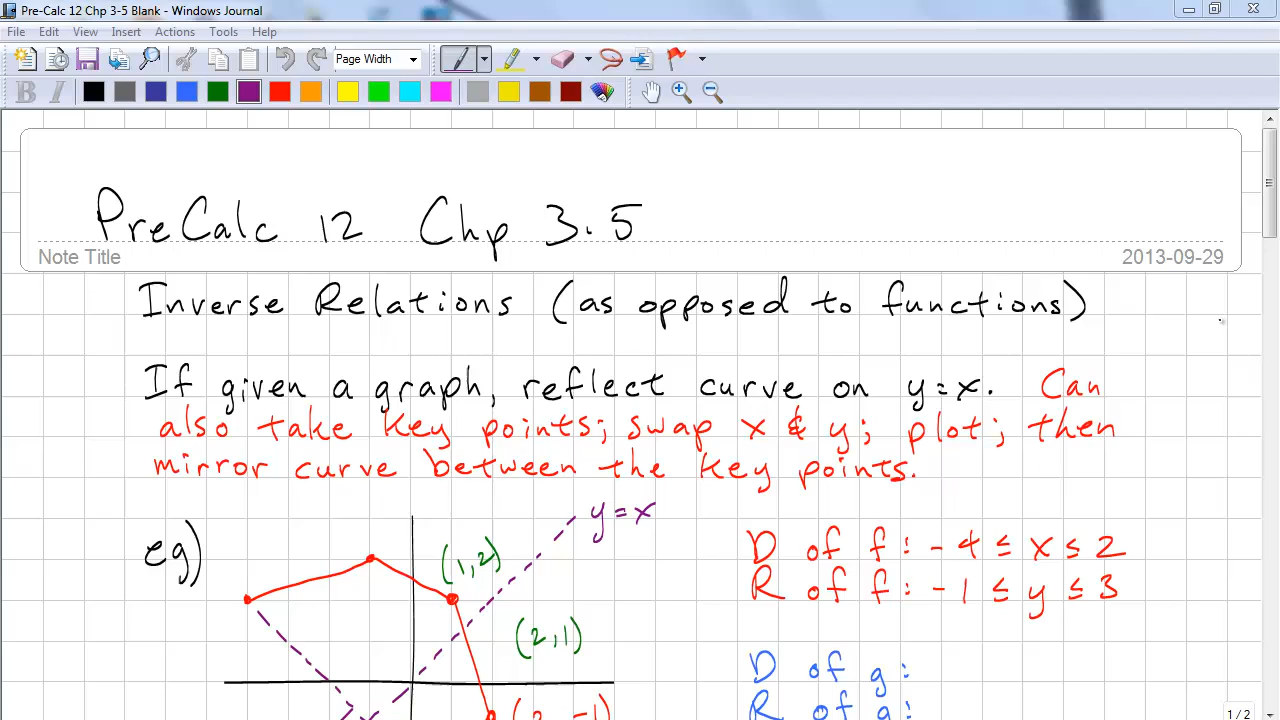 Pre-Calc 12 Chp 3-5 Blank - Windows Journal
File Edit View Insert Actions Tools Help
Page Width
B I
PreCalc 12 Chp 3.5
Note Title 2013-09-29
Inverse Relations (as opposed to functions)
If given a graph, reflect curve on y=x. Can
also take key points; swap x & y; plot; then
mirror curve between the key points.
eg)
y=x
(1,2)
D of f: -4 ≤ x ≤ 2
R of f: -1 ≤ y ≤ 3
(2,1)
D of g:
R of g:
(2,-1)
1/2